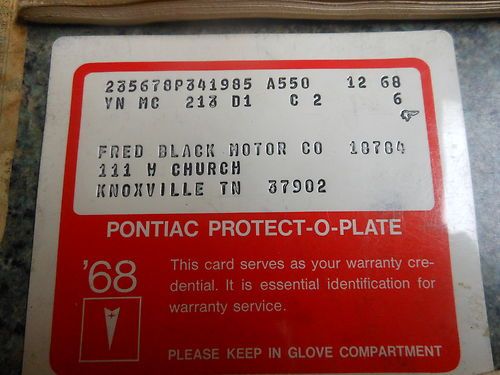 235678P341985 A550 12 68
YN MC 213 D1 C 2 6
FRED BLACK MOTOR CO 18784
111 W CHURCH
KNOXVILLE TN 37902
PONTIAC PROTECT-O-PLATE
'68
This card serves as your warranty cre-
dential. It is essential identification for
warranty service.
PLEASE KEEP IN GLOVE COMPARTMENT